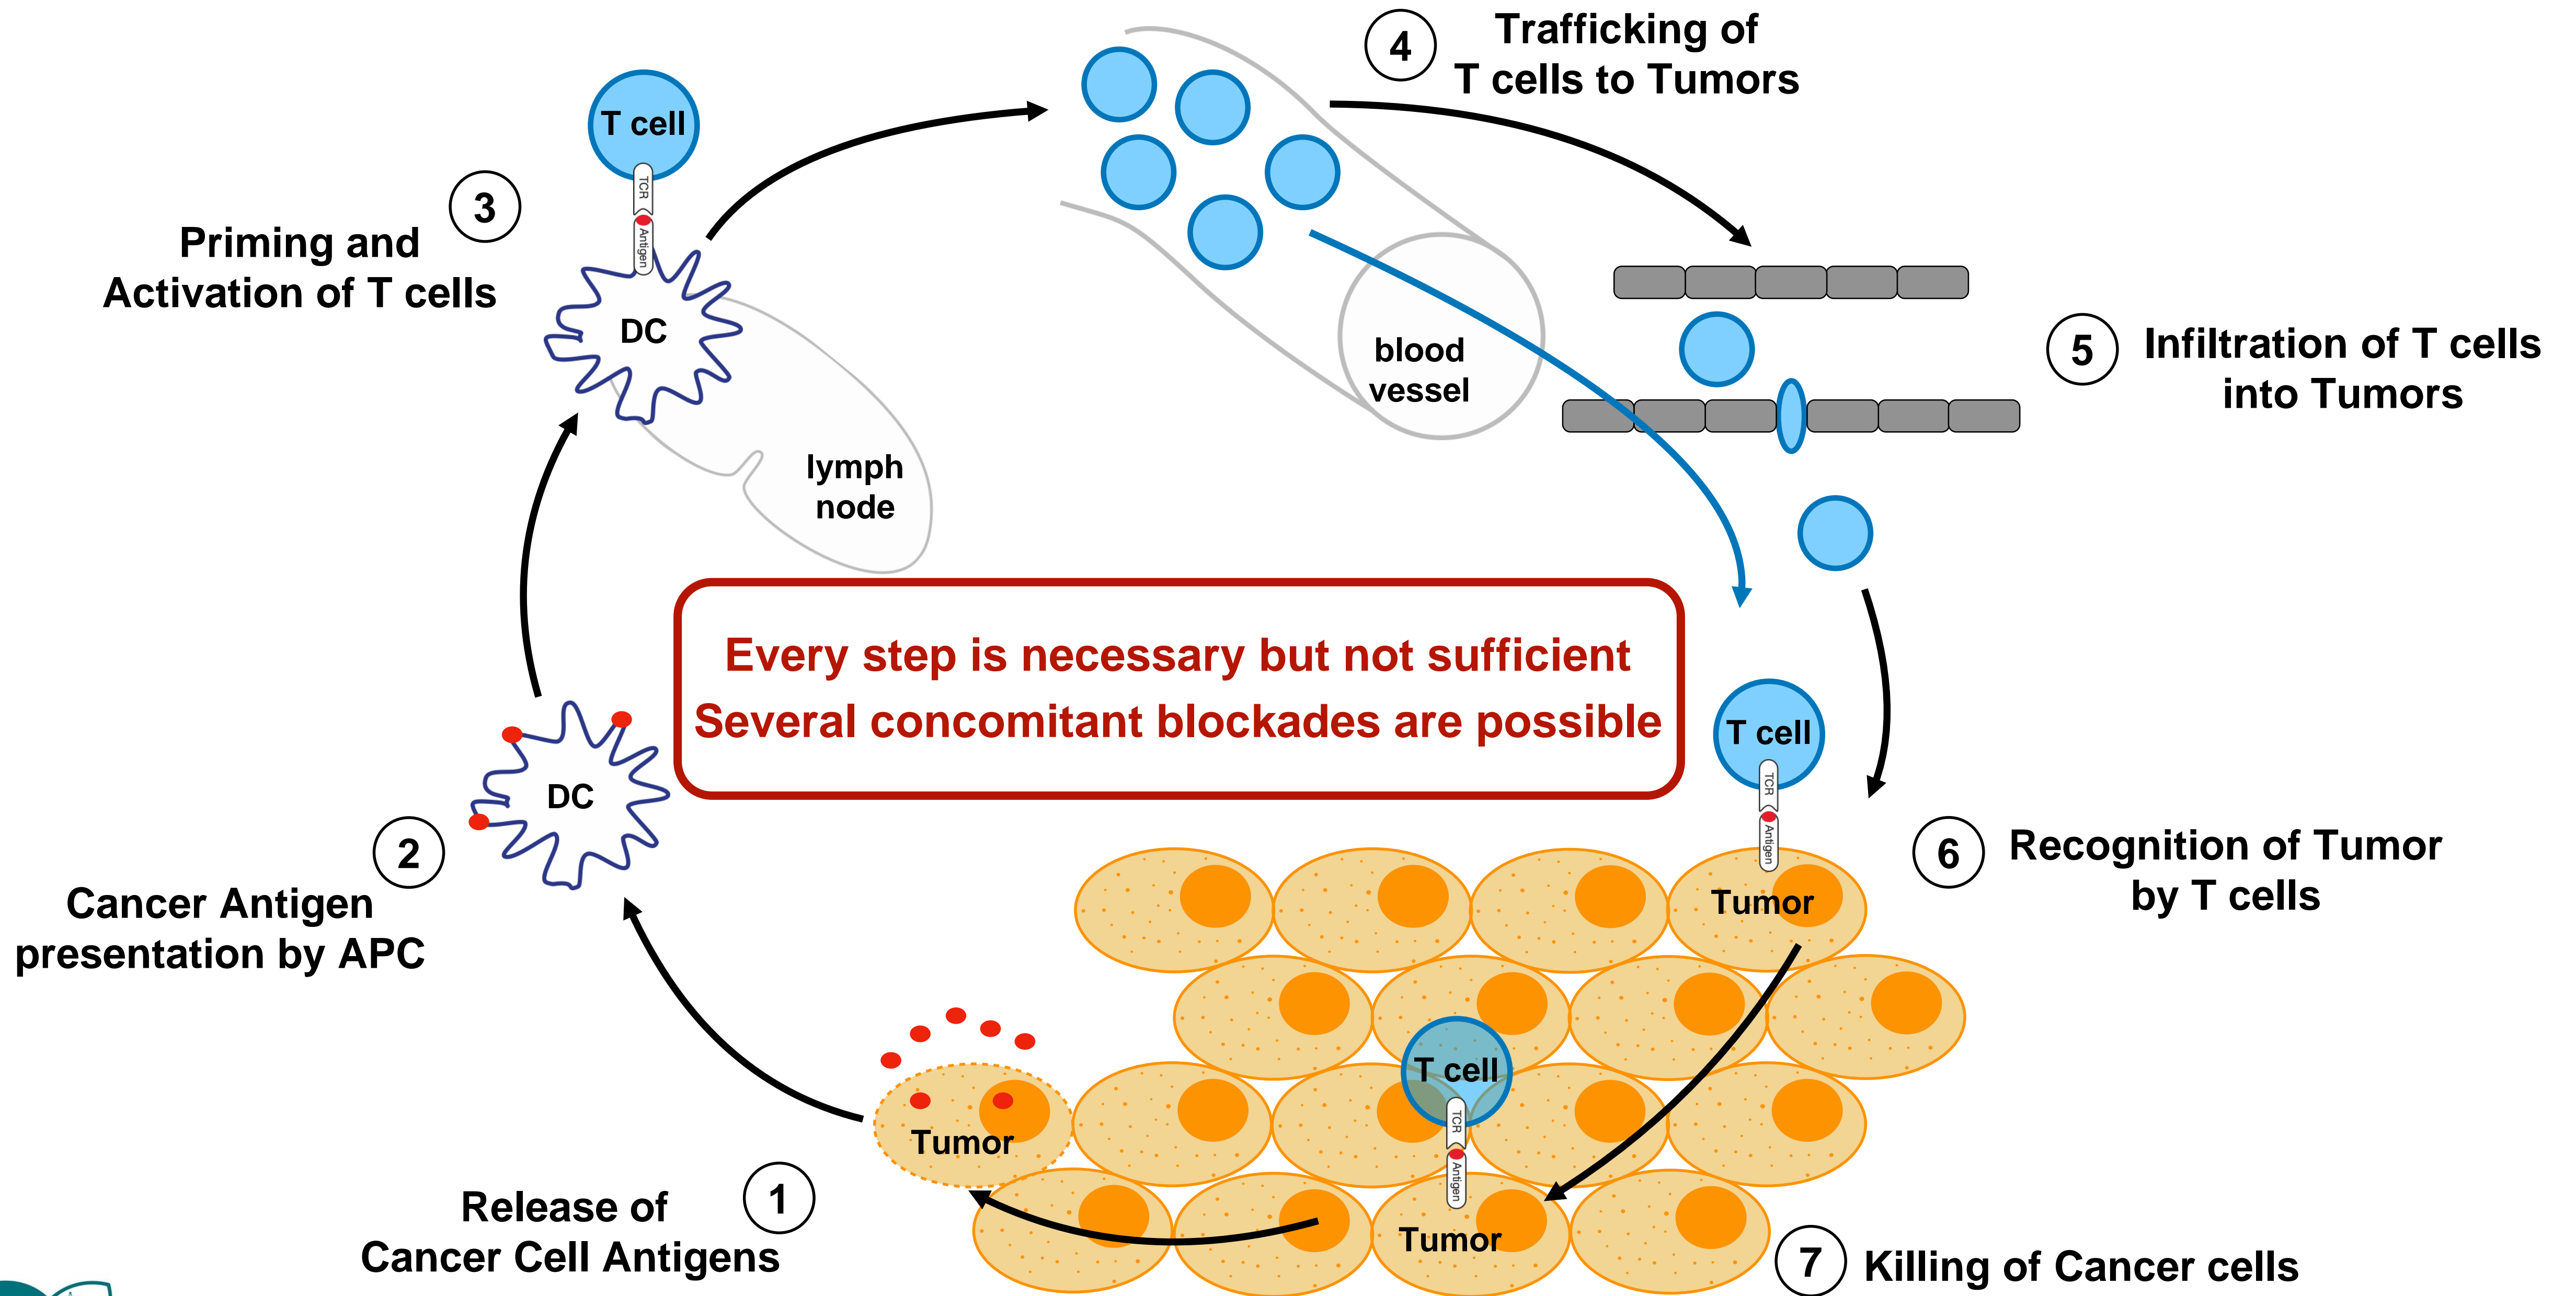 4
Trafficking of
T cells to Tumors
T cell
TCR
Antigen
3
Priming and
Activation of T cells
DC
blood
vessel
5
Infiltration of T cells
into Tumors
lymph
node
Every step is necessary but not sufficient
Several concomitant blockades are possible
T cell
TCR
Antigen
DC
2
Cancer Antigen
presentation by APC
6
Recognition of Tumor
by T cells
Tumor
T cell
TCR
Antigen
Tumor
1
Release of
Cancer Cell Antigens
Tumor
7
Killing of Cancer cells